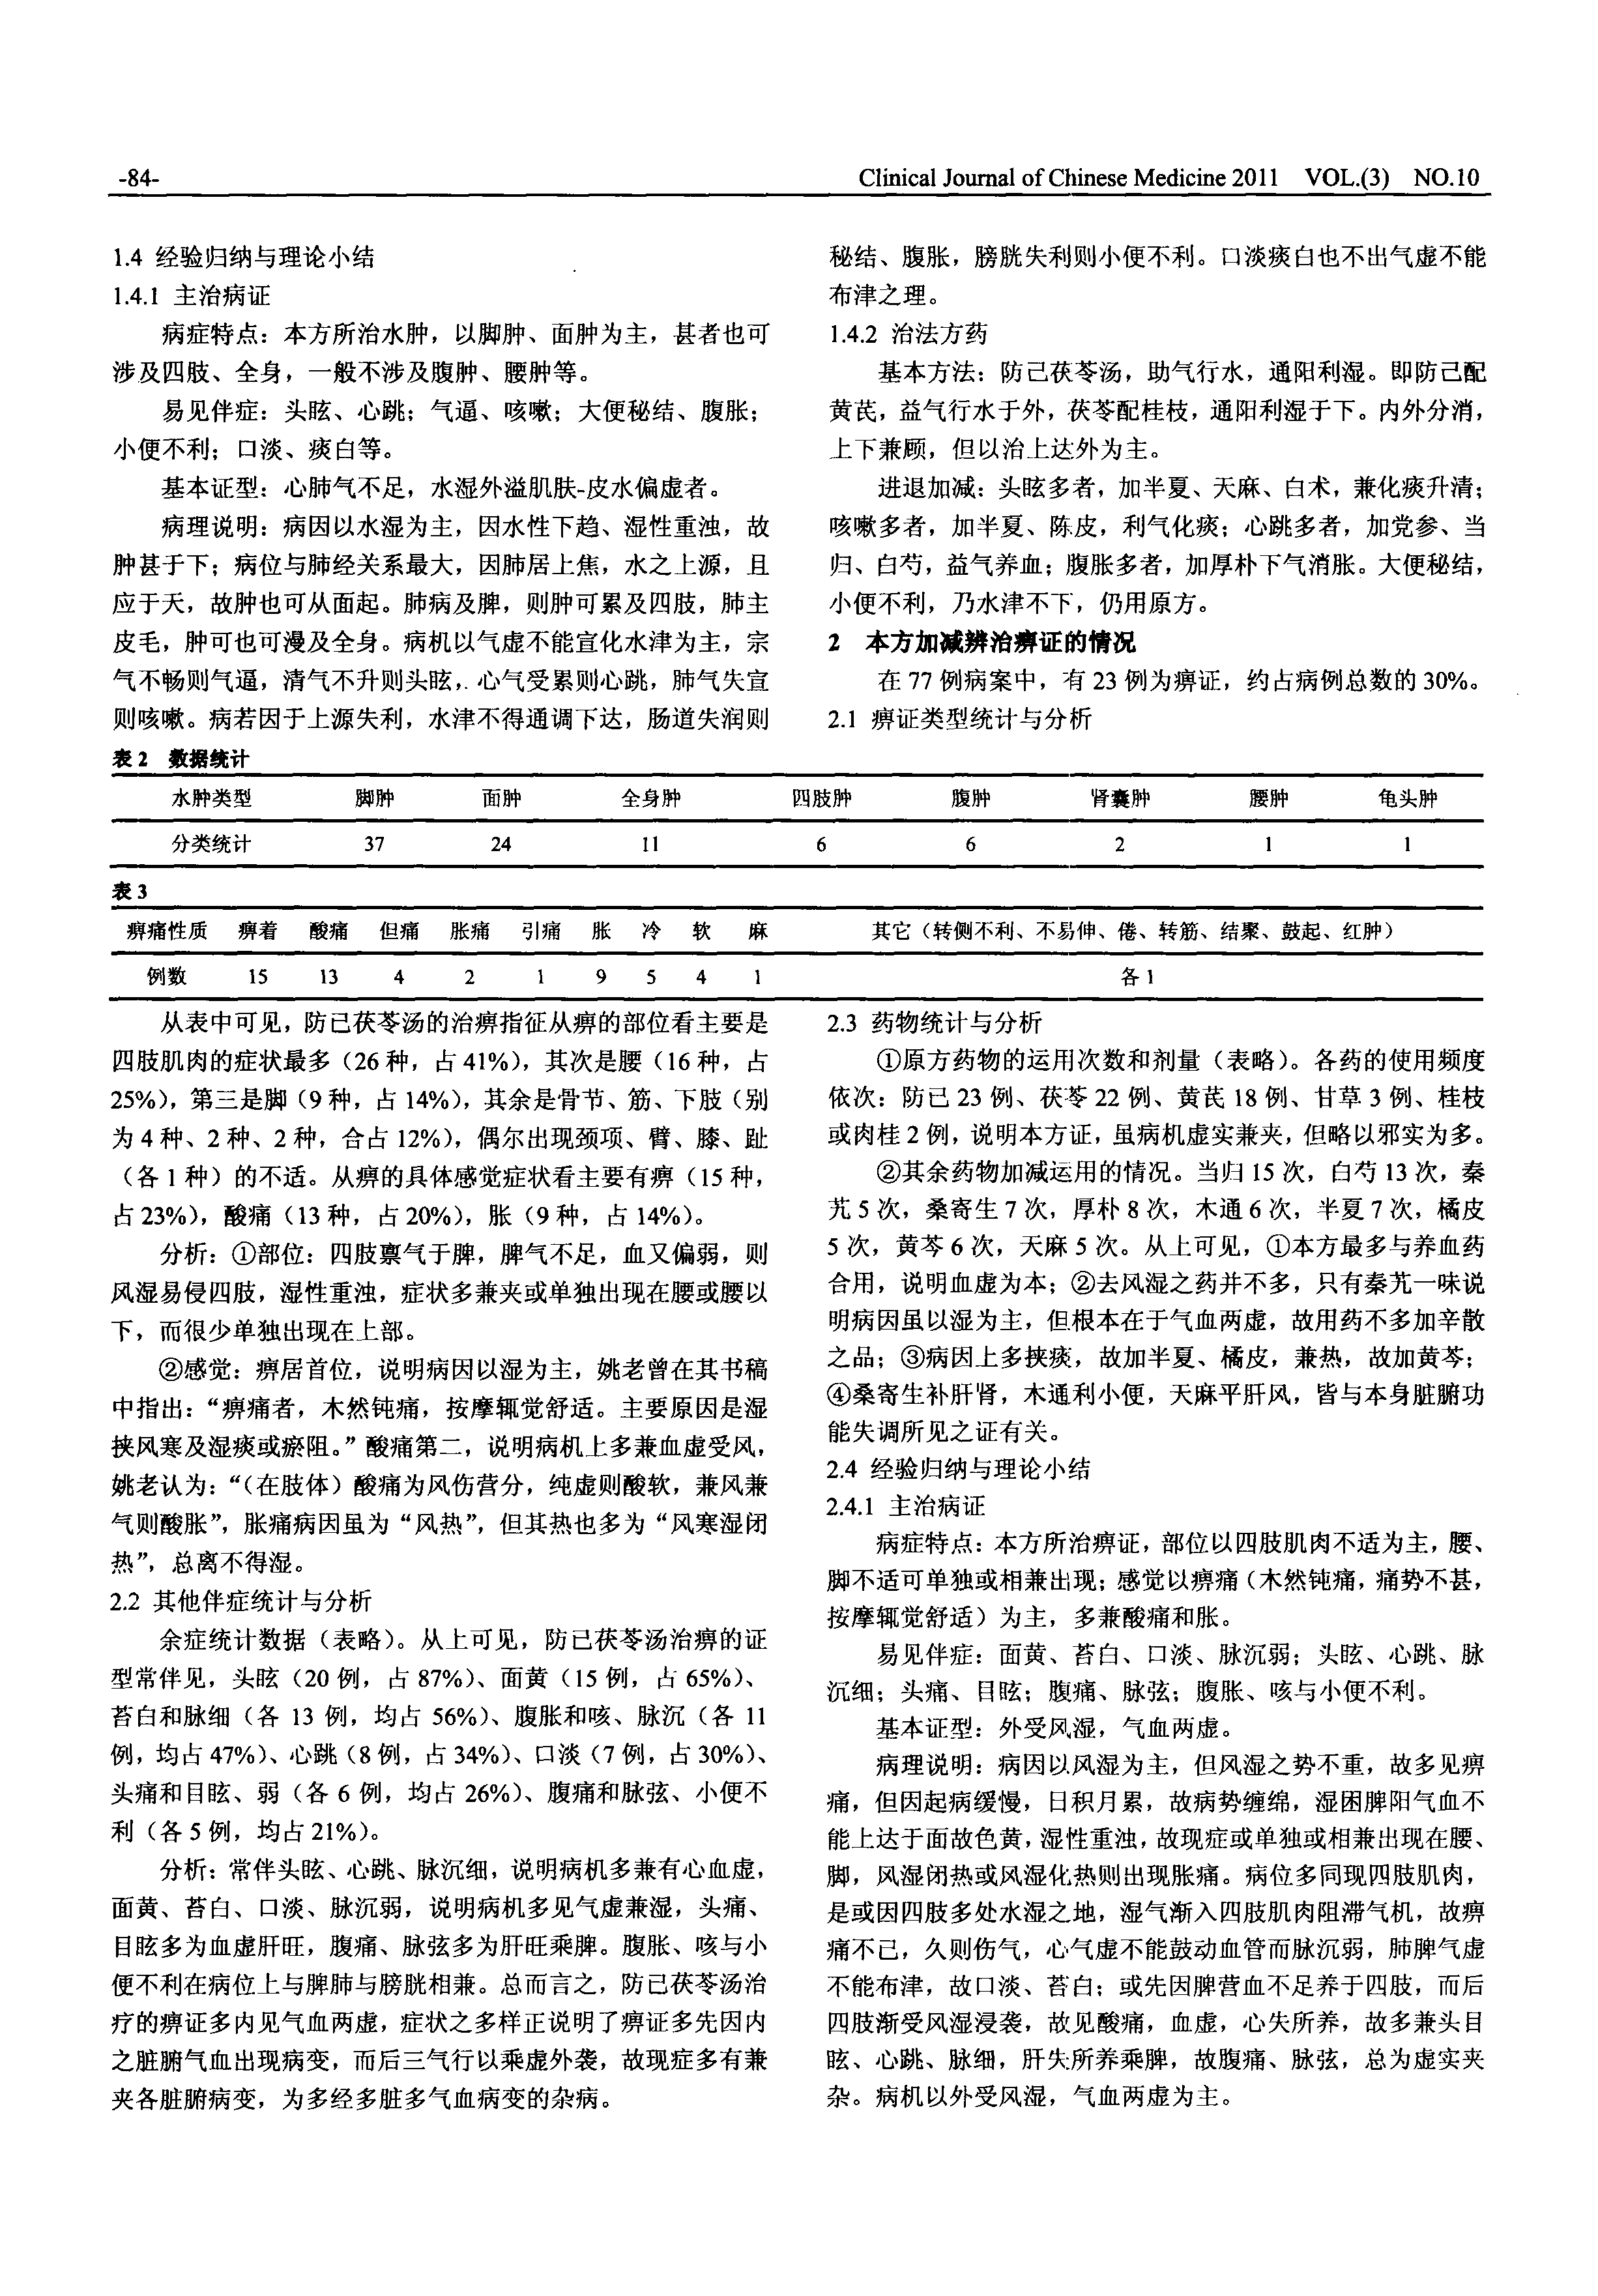 -84-
Clinical Journal of Chinese Medicine 2011 VOL.(3) NO.10
1.4 经验归纳与理论小结
1.4.1 主治病证
病症特点：本方所治水肿，以脚肿、面肿为主，甚者也可
涉及四肢、全身，一般不涉及腹肿、腰肿等。
易见伴症：头眩、心跳；气逼、咳嗽；大便秘结、腹胀；
小便不利；口淡、痰白等。
基本证型：心肺气不足，水湿外溢肌肤-皮水偏虚者。
病理说明：病因以水湿为主，因水性下趋、湿性重浊，故
肿甚于下；病位与肺经关系最大，因肺居上焦，水之上源，且
应于天，故肿也可从面起。肺病及脾，则肿可累及四肢，肺主
皮毛，肿可也可漫及全身。病机以气虚不能宣化水津为主，宗
气不畅则气逼，清气不升则头眩，.心气受累则心跳，肺气失宣
则咳嗽。病若因于上源失利，水津不得通调下达，肠道失润则
秘结、腹胀，膀胱失利则小便不利。口淡痰白也不出气虚不能
布津之理。
1.4.2 治法方药
基本方法：防己茯苓汤，助气行水，通阳利湿。即防己配
黄芪，益气行水于外，茯苓配桂枝，通阳利湿于下。内外分消，
上下兼顾，但以治上达外为主。
进退加减：头眩多者，加半夏、天麻、白术，兼化痰升清；
咳嗽多者，加半夏、陈皮，利气化痰；心跳多者，加党参、当
归、白芍，益气养血；腹胀多者，加厚朴下气消胀。大便秘结，
小便不利，乃水津不下，仍用原方。
2 本方加减辨治痹证的情况
在 77 例病案中，有 23 例为痹证，约占病例总数的 30%。
2.1 痹证类型统计与分析
表 2 数据统计
水肿类型 脚肿 面肿 全身肿 四肢肿 腹肿 肾囊肿 腰肿 龟头肿
分类统计 37 24 11 6 6 2 1 1
表 3
痹痛性质 痹着 酸痛 但痛 胀痛 引痛 胀 冷 软 麻 其它（转侧不利、不易伸、倦、转筋、结聚、鼓起、红肿）
例数 15 13 4 2 1 9 5 4 1 各 1
从表中可见，防已茯苓汤的治痹指征从痹的部位看主要是
四肢肌肉的症状最多（26 种，占 41%），其次是腰（16 种，占
25%），第三是脚（9 种，占 14%），其余是骨节、筋、下肢（别
为 4 种、2 种、2 种，合占 12%），偶尔出现颈项、臂、膝、趾
（各 1 种）的不适。从痹的具体感觉症状看主要有痹（15 种，
占 23%），酸痛（13 种，占 20%），胀（9 种，占 14%）。
分析：①部位：四肢禀气于脾，脾气不足，血又偏弱，则
风湿易侵四肢，湿性重浊，症状多兼夹或单独出现在腰或腰以
下，而很少单独出现在上部。
②感觉：痹居首位，说明病因以湿为主，姚老曾在其书稿
中指出：“痹痛者，木然钝痛，按摩辄觉舒适。主要原因是湿
挟风寒及湿痰或瘀阻。”酸痛第二，说明病机上多兼血虚受风，
姚老认为：“（在肢体）酸痛为风伤营分，纯虚则酸软，兼风兼
气则酸胀”，胀痛病因虽为“风热”，但其热也多为“风寒湿闭
热”，总离不得湿。
2.2 其他伴症统计与分析
余症统计数据（表略）。从上可见，防已茯苓汤治痹的证
型常伴见，头眩（20 例，占 87%）、面黄（15 例，占 65%）、
苔白和脉细（各 13 例，均占 56%）、腹胀和咳、脉沉（各 11
例，均占 47%）、心跳（8 例，占 34%）、口淡（7 例，占 30%）、
头痛和目眩、弱（各 6 例，均占 26%）、腹痛和脉弦、小便不
利（各 5 例，均占 21%）。
分析：常伴头眩、心跳、脉沉细，说明病机多兼有心血虚，
面黄、苔白、口淡、脉沉弱，说明病机多见气虚兼湿，头痛、
目眩多为血虚肝旺，腹痛、脉弦多为肝旺乘脾。腹胀、咳与小
便不利在病位上与脾肺与膀胱相兼。总而言之，防已茯苓汤治
疗的痹证多内见气血两虚，症状之多样正说明了痹证多先因内
之脏腑气血出现病变，而后三气行以乘虚外袭，故现症多有兼
夹各脏腑病变，为多经多脏多气血病变的杂病。
2.3 药物统计与分析
①原方药物的运用次数和剂量（表略）。各药的使用频度
依次：防已 23 例、茯苓 22 例、黄芪 18 例、甘草 3 例、桂枝
或肉桂 2 例，说明本方证，虽病机虚实兼夹，但略以邪实为多。
②其余药物加减运用的情况。当归 15 次，白芍 13 次，秦
艽 5 次，桑寄生 7 次，厚朴 8 次，木通 6 次，半夏 7 次，橘皮
5 次，黄芩 6 次，天麻 5 次。从上可见，①本方最多与养血药
合用，说明血虚为本；②去风湿之药并不多，只有秦艽一味说
明病因虽以湿为主，但根本在于气血两虚，故用药不多加辛散
之品；③病因上多挟痰，故加半夏、橘皮，兼热，故加黄芩；
④桑寄生补肝肾，木通利小便，天麻平肝风，皆与本身脏腑功
能失调所见之证有关。
2.4 经验归纳与理论小结
2.4.1 主治病证
病症特点：本方所治痹证，部位以四肢肌肉不适为主，腰、
脚不适可单独或相兼出现；感觉以痹痛（木然钝痛，痛势不甚，
按摩辄觉舒适）为主，多兼酸痛和胀。
易见伴症：面黄、苔白、口淡、脉沉弱；头眩、心跳、脉
沉细；头痛、目眩；腹痛、脉弦；腹胀、咳与小便不利。
基本证型：外受风湿，气血两虚。
病理说明：病因以风湿为主，但风湿之势不重，故多见痹
痛，但因起病缓慢，日积月累，故病势缠绵，湿困脾阳气血不
能上达于面故色黄，湿性重浊，故现症或单独或相兼出现在腰、
脚，风湿闭热或风湿化热则出现胀痛。病位多同现四肢肌肉，
是或因四肢多处水湿之地，湿气渐入四肢肌肉阻滞气机，故痹
痛不已，久则伤气，心气虚不能鼓动血管而脉沉弱，肺脾气虚
不能布津，故口淡、苔白；或先因脾营血不足养于四肢，而后
四肢渐受风湿浸袭，故见酸痛，血虚，心失所养，故多兼头目
眩、心跳、脉细，肝失所养乘脾，故腹痛、脉弦，总为虚实夹
杂。病机以外受风湿，气血两虚为主。